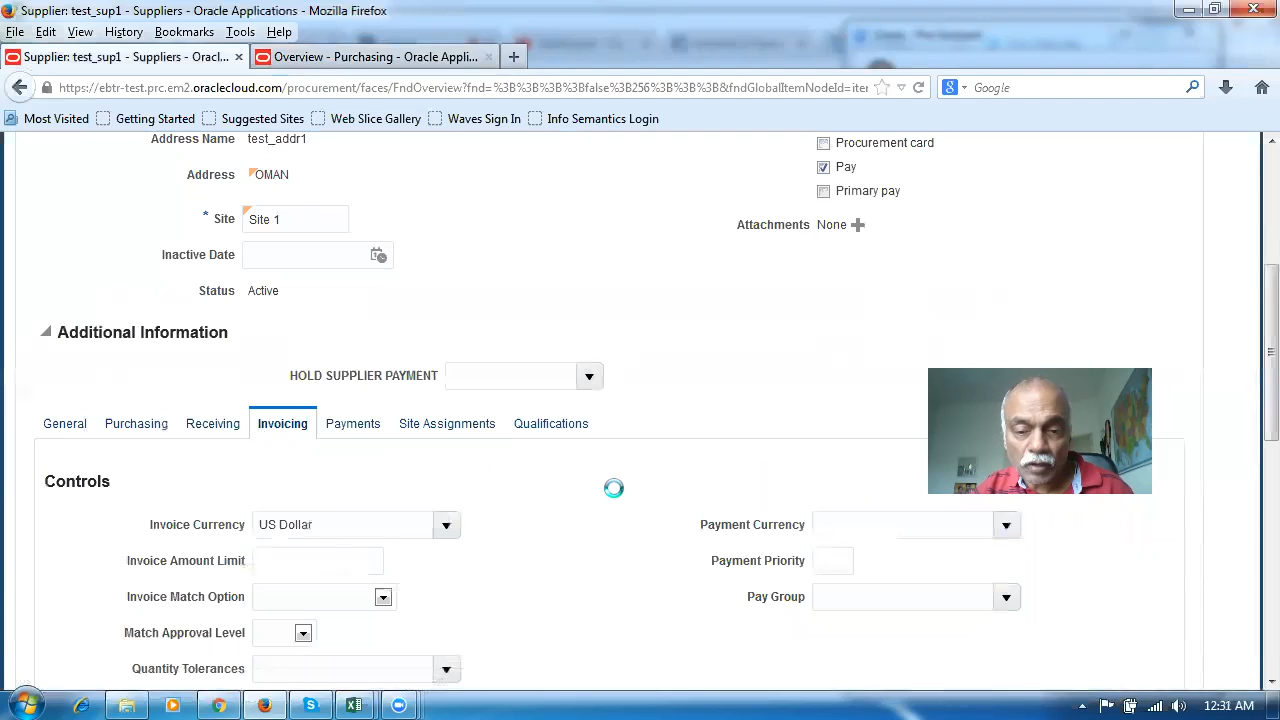 Supplier: test_sup1 - Suppliers - Oracle Applications - Mozilla Firefox
File Edit View History Bookmarks Tools Help
Supplier: test_sup1 - Suppliers - Oracl... × Overview - Purchasing - Oracle Appli... ×
https://ebtr-test.prc.em2.oraclecloud.com/procurement/faces/FndOverview?fnd=%3B%3B%3B%3Bfalse%3B256%3B%3B%3B&fndGlobalItemNodeId=iter Google
Most Visited Getting Started Suggested Sites Web Slice Gallery Waves Sign In Info Semantics Login
Address Name test_addr1 Procurement card
Pay
Address OMAN
Primary pay
* Site Site 1
Attachments None
Inactive Date
Status Active
Additional Information
HOLD SUPPLIER PAYMENT
General Purchasing Receiving Invoicing Payments Site Assignments Qualifications
Controls
Invoice Currency US Dollar Payment Currency
Invoice Amount Limit Payment Priority
Invoice Match Option Pay Group
Match Approval Level
Quantity Tolerances
12:31 AM